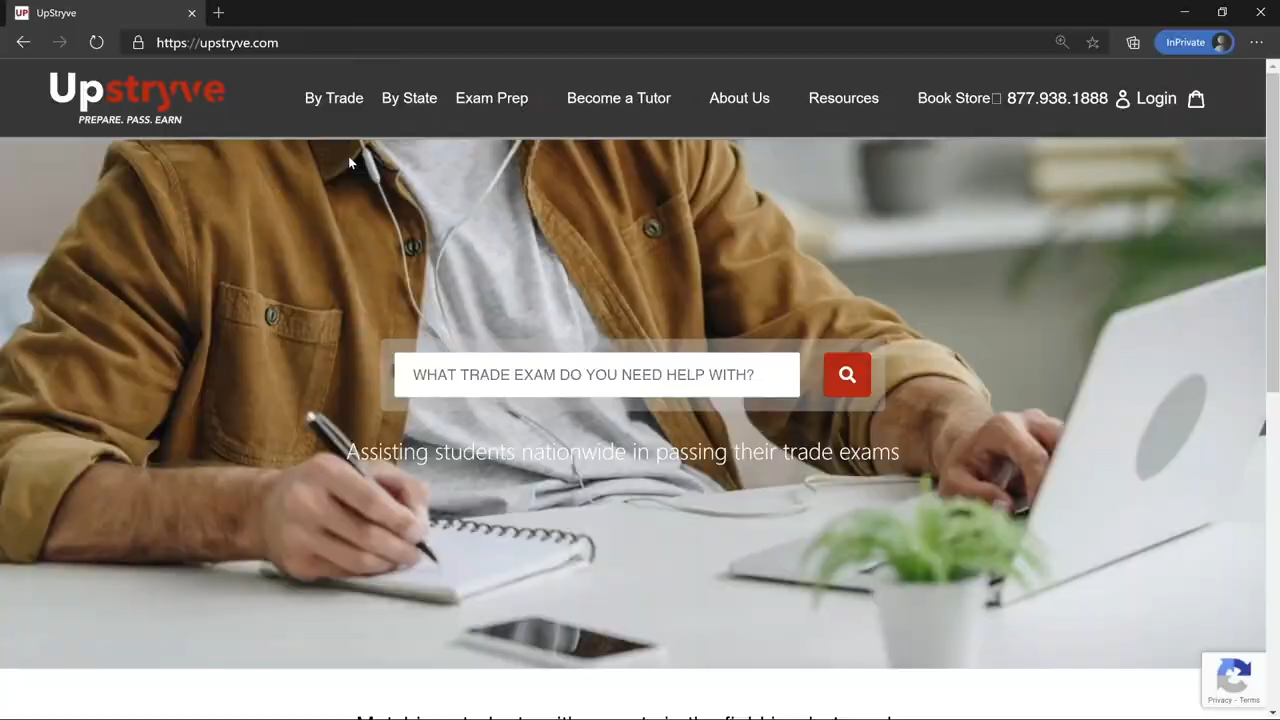 UP UpStryve
https://upstryve.com
InPrivate
Upstryve
PREPARE. PASS. EARN
By Trade By State Exam Prep Become a Tutor About Us Resources Book Store 877.938.1888 Login
WHAT TRADE EXAM DO YOU NEED HELP WITH?
Assisting students nationwide in passing their trade exams
Privacy - Terms